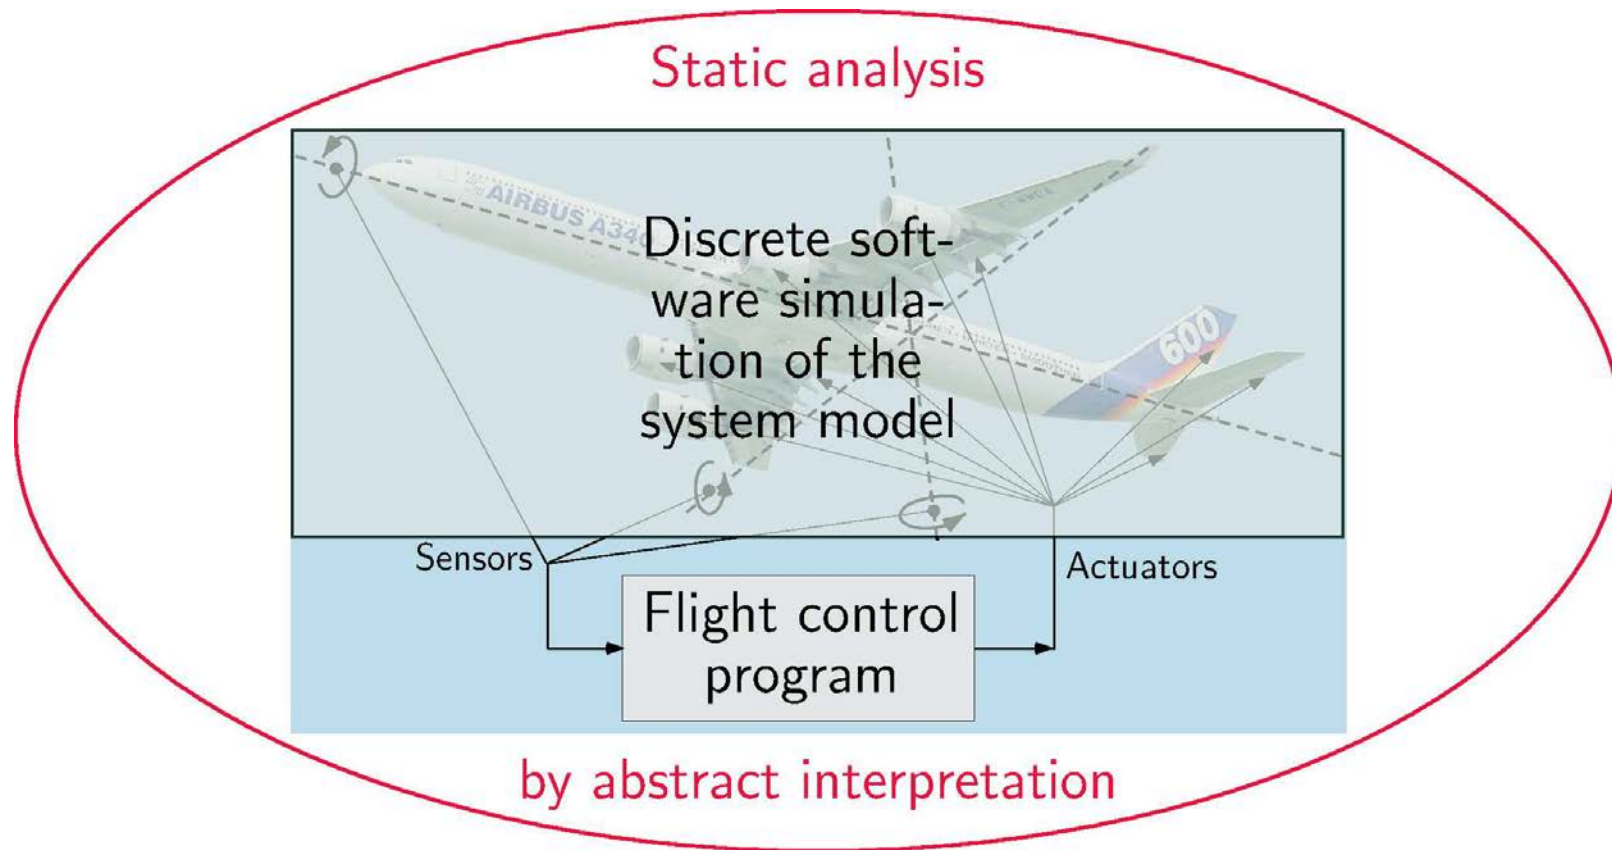 Static analysis
AIRBUS A340
600
Discrete soft-
ware simula-
tion of the
system model
Sensors
Actuators
Flight control
program
by abstract interpretation